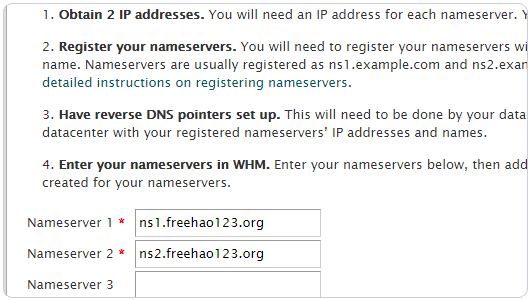 1. Obtain 2 IP addresses. You will need an IP address for each nameserver.
2. Register your nameservers. You will need to register your nameservers
name. Nameservers are usually registered as ns1.example.com and
detailed instructions on registering nameservers.
3. Have reverse DNS pointers set up. This will need to be done by your data
datacenter with your registered nameservers' IP addresses and names.
4. Enter your nameservers in WHM. Enter your nameservers below, then add
created for your nameservers.
Nameserver 1 * ns1.freehao123.org
Nameserver 2 * ns2.freehao123.org
Nameserver 3